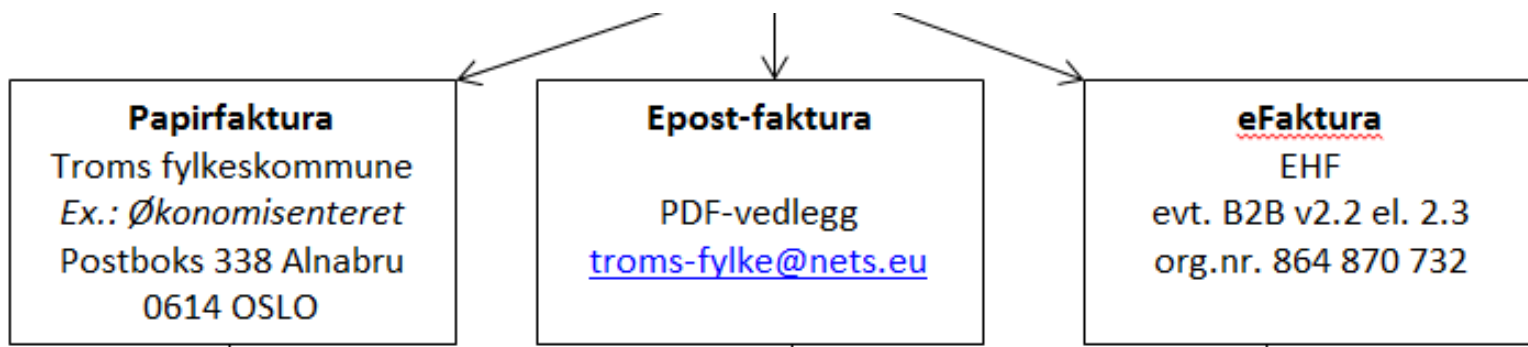 Papirfaktura
Troms fylkeskommune
Ex.: Økonomisenteret
Postboks 338 Alnabru
0614 OSLO
Epost-faktura
PDF-vedlegg
troms-fylke@nets.eu
eFaktura
EHF
evt. B2B v2.2 el. 2.3
org.nr. 864 870 732